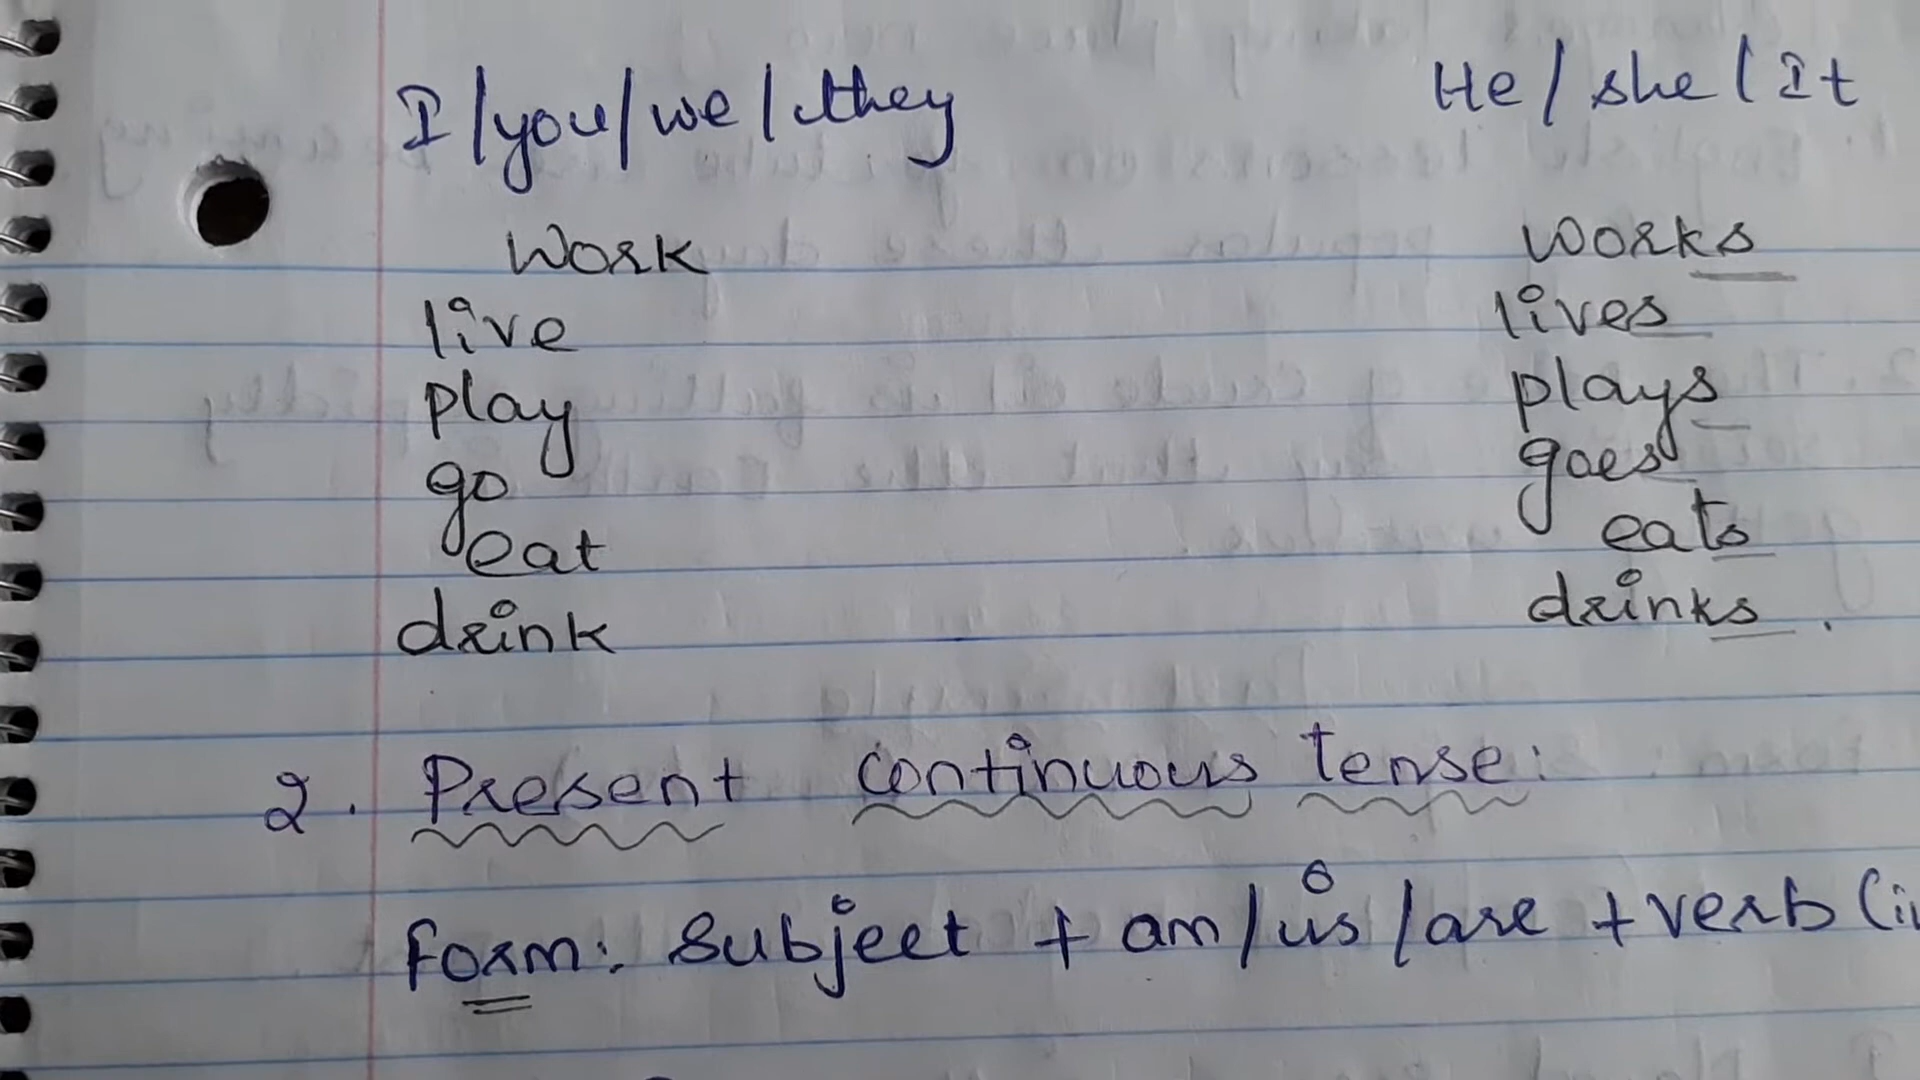 I/you/we/they He/she/It
Work works
live lives
play plays
go goes
eat eats
drink drinks.
2. Present continuous tense:
form: Subject + am/is/are + verb (i